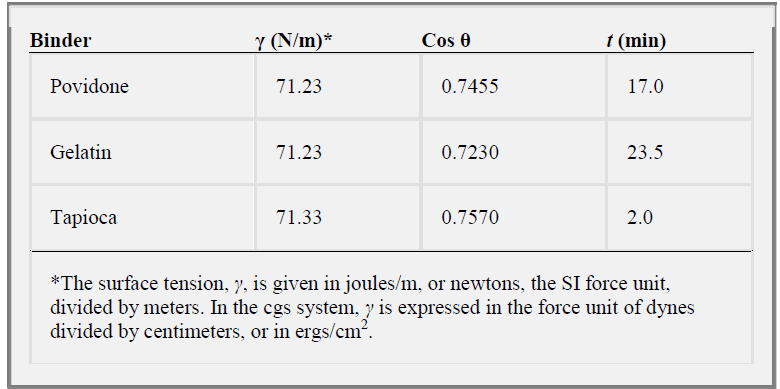 Binder γ (N/m)* Cos θ t (min)
Povidone 71.23 0.7455 17.0
Gelatin 71.23 0.7230 23.5
Tapioca 71.33 0.7570 2.0
*The surface tension, γ, is given in joules/m, or newtons, the SI force unit,
divided by meters. In the cgs system, γ is expressed in the force unit of dynes
divided by centimeters, or in ergs/cm².